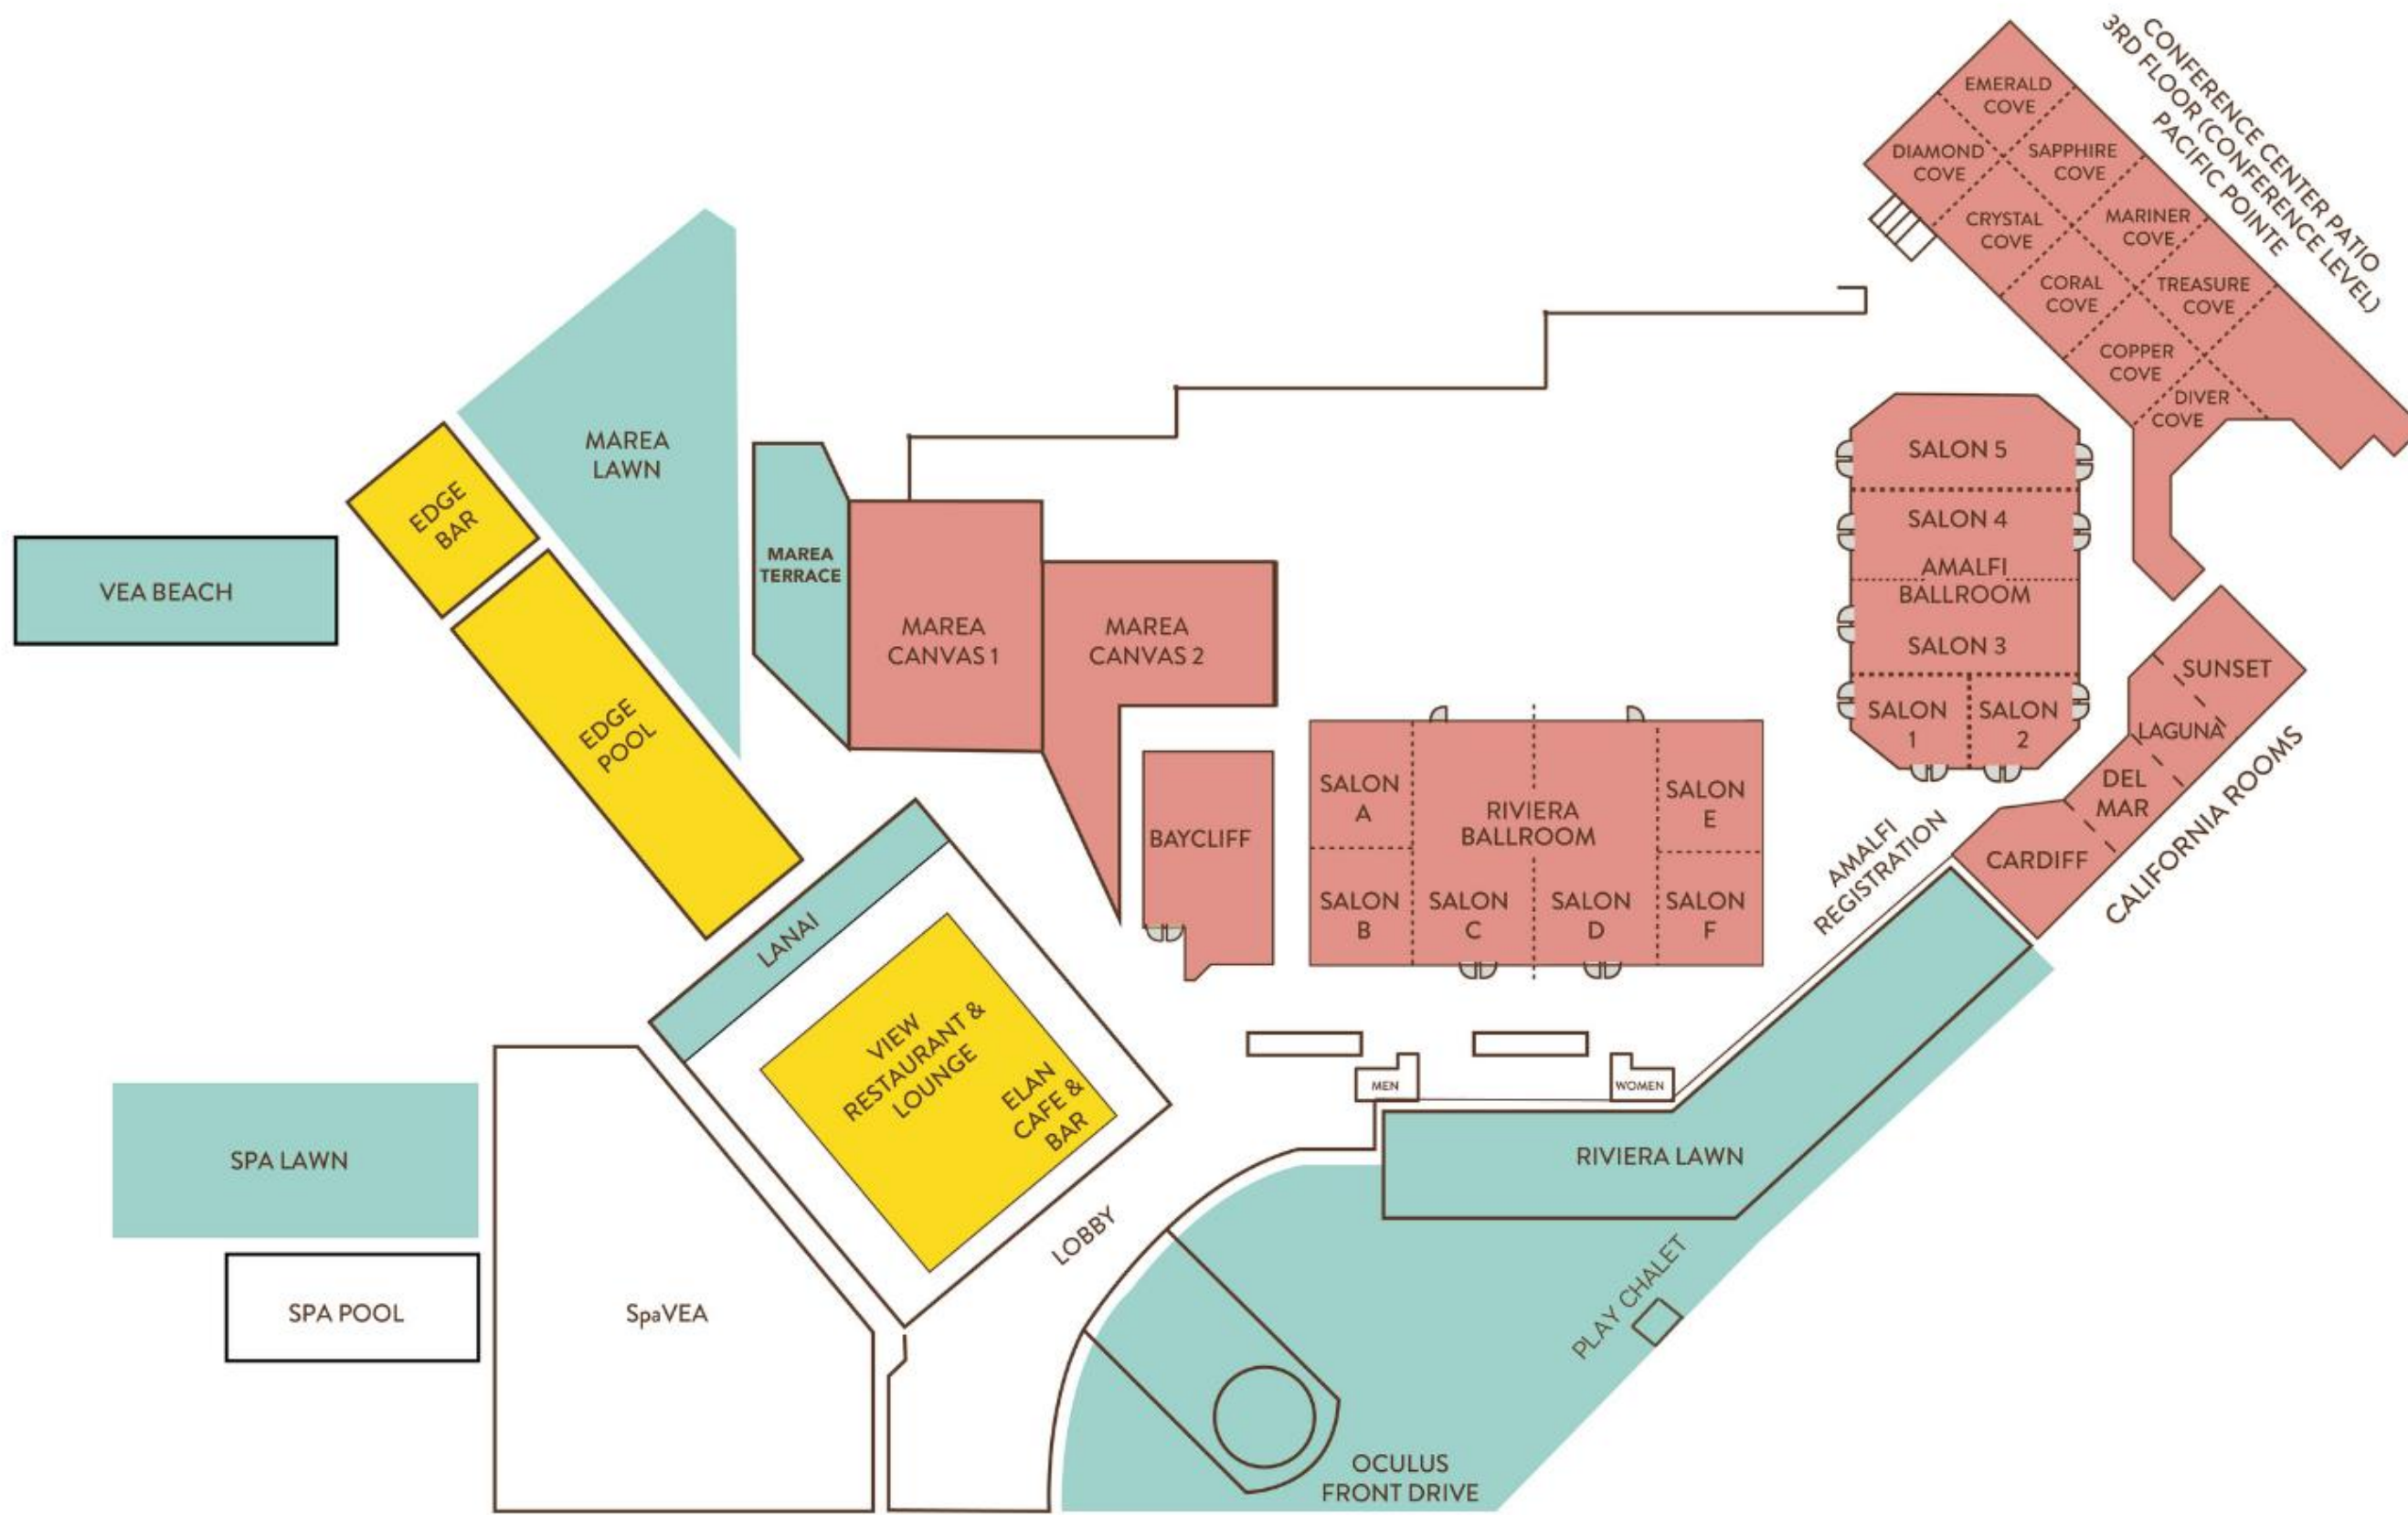 CONFERENCE CENTER PATIO
3RD FLOOR (CONFERENCE LEVEL)
PACIFIC POINTE
EMERALD
COVE
DIAMOND
COVE
SAPPHIRE
COVE
CRYSTAL
COVE
MARINER
COVE
CORAL
COVE
TREASURE
COVE
COPPER
COVE
DIVER
COVE
MAREA
LAWN
EDGE
BAR
VEA BEACH
EDGE
POOL
MAREA
TERRACE
MAREA
CANVAS 1
MAREA
CANVAS 2
SALON 5
SALON 4
AMALFI
BALLROOM
SALON 3
SALON
1
SALON
2
SUNSET
LAGUNA
DEL
MAR
CARDIFF
CALIFORNIA ROOMS
AMALFI
REGISTRATION
BAYCLIFF
SALON
A
RIVIERA
BALLROOM
SALON
E
SALON
B
SALON
C
SALON
D
SALON
F
LANAI
VIEW
RESTAURANT &
LOUNGE
ELAN
CAFE &
BAR
MEN
WOMEN
RIVIERA LAWN
SPA LAWN
SPA POOL
SpaVEA
LOBBY
PLAY CHALET
OCULUS
FRONT DRIVE